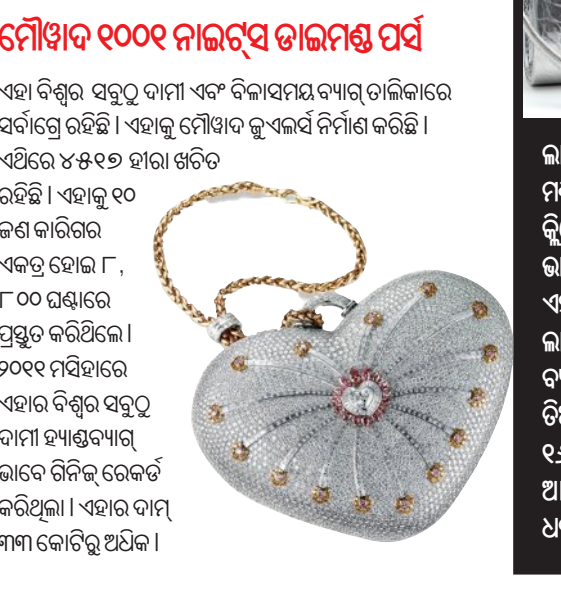 ମୌୱାଦ ୧୦୦୧ ନାଇଟ୍ସ ଡାଇମଣ୍ଡ ପର୍ସ
ଏହା ବିଶ୍ୱର ସବୁଠୁ ଦାମୀ ଏବଂ ବିଳାସମୟ ବ୍ୟାଗ୍ ତାଲିକାରେ
ସର୍ବାଗ୍ରେ ରହିଛି । ଏହାକୁ ମୌୱାଦ ଜୁଏଲର୍ସ ନିର୍ମାଣ କରିଛି ।
ଏଥିରେ ୪୫୧୭ ହୀରା ଖଚିତ
ରହିଛି । ଏହାକୁ ୧୦
ଜଣ କାରିଗର
ଏକତ୍ର ହୋଇ ୮,
୮୦୦ ଘଣ୍ଟାରେ
ପ୍ରସ୍ତୁତ କରିଥିଲେ ।
୨୦୧୧ ମସିହାରେ
ଏହାର ବିଶ୍ୱର ସବୁଠୁ
ଦାମୀ ହ୍ୟାଣ୍ଡବ୍ୟାଗ୍
ଭାବେ ଗିନିଜ୍ ରେକର୍ଡ
କରିଥିଲା । ଏହାର ଦାମ୍
୩୩ କୋଟିରୁ ଅଧିକ ।